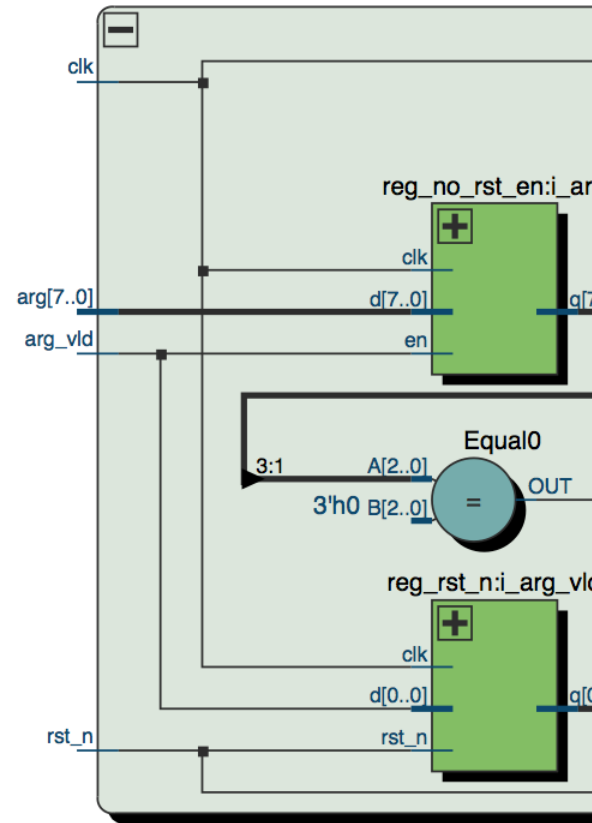 clk
reg_no_rst_en:i_ar
clk
arg[7..0]
d[7..0]
q[7
arg_vld
en
Equal0
3:1
A[2..0]
OUT
=
3'h0
B[2..0]
reg_rst_n:i_arg_vld
clk
d[0..0]
q[0
rst_n
rst_n